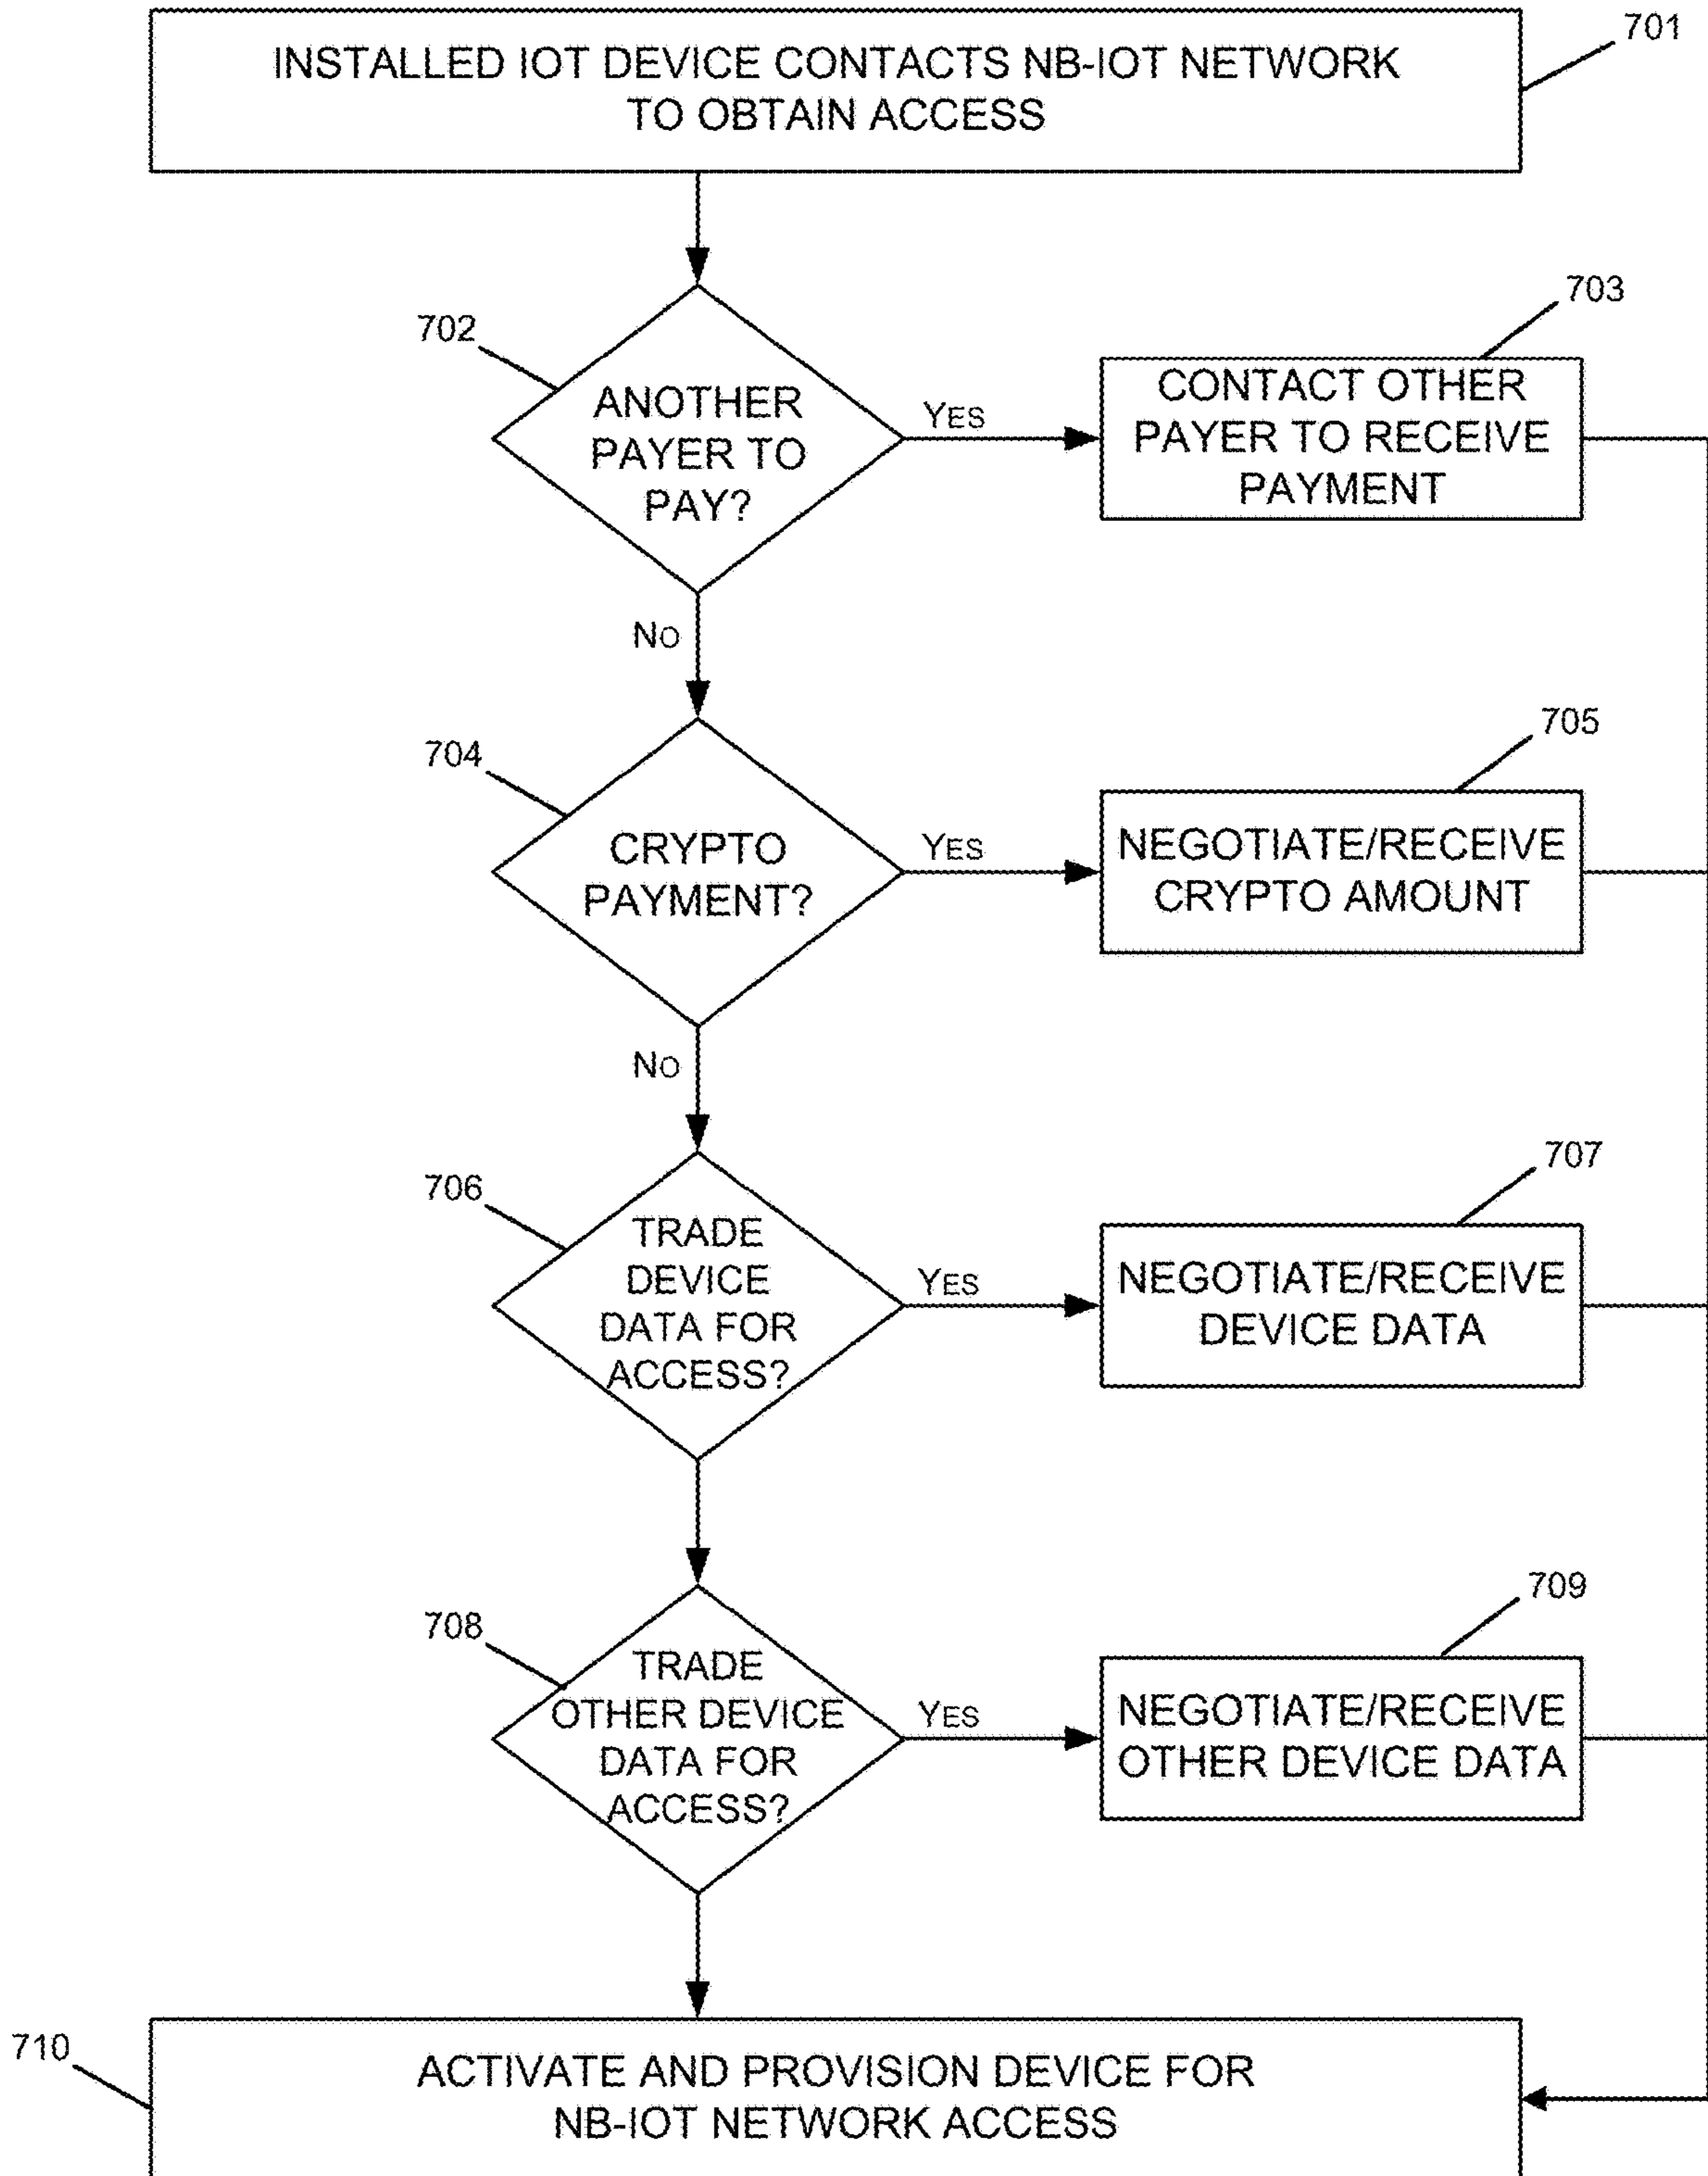 701
INSTALLED IOT DEVICE CONTACTS NB-IOT NETWORK
TO OBTAIN ACCESS
702
ANOTHER
PAYER TO
PAY?
YES
703
CONTACT OTHER
PAYER TO RECEIVE
PAYMENT
NO
704
CRYPTO
PAYMENT?
YES
705
NEGOTIATE/RECEIVE
CRYPTO AMOUNT
NO
706
TRADE
DEVICE
DATA FOR
ACCESS?
YES
707
NEGOTIATE/RECEIVE
DEVICE DATA
708
TRADE
OTHER DEVICE
DATA FOR
ACCESS?
YES
709
NEGOTIATE/RECEIVE
OTHER DEVICE DATA
710
ACTIVATE AND PROVISION DEVICE FOR
NB-IOT NETWORK ACCESS